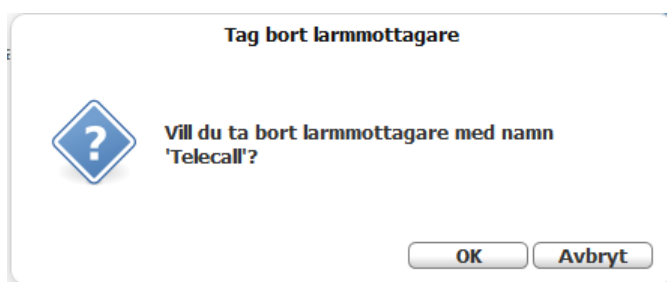 Tag bort larmmottagare
?
Vill du ta bort larmmottagare med namn
'Telecall'?
OK Avbryt